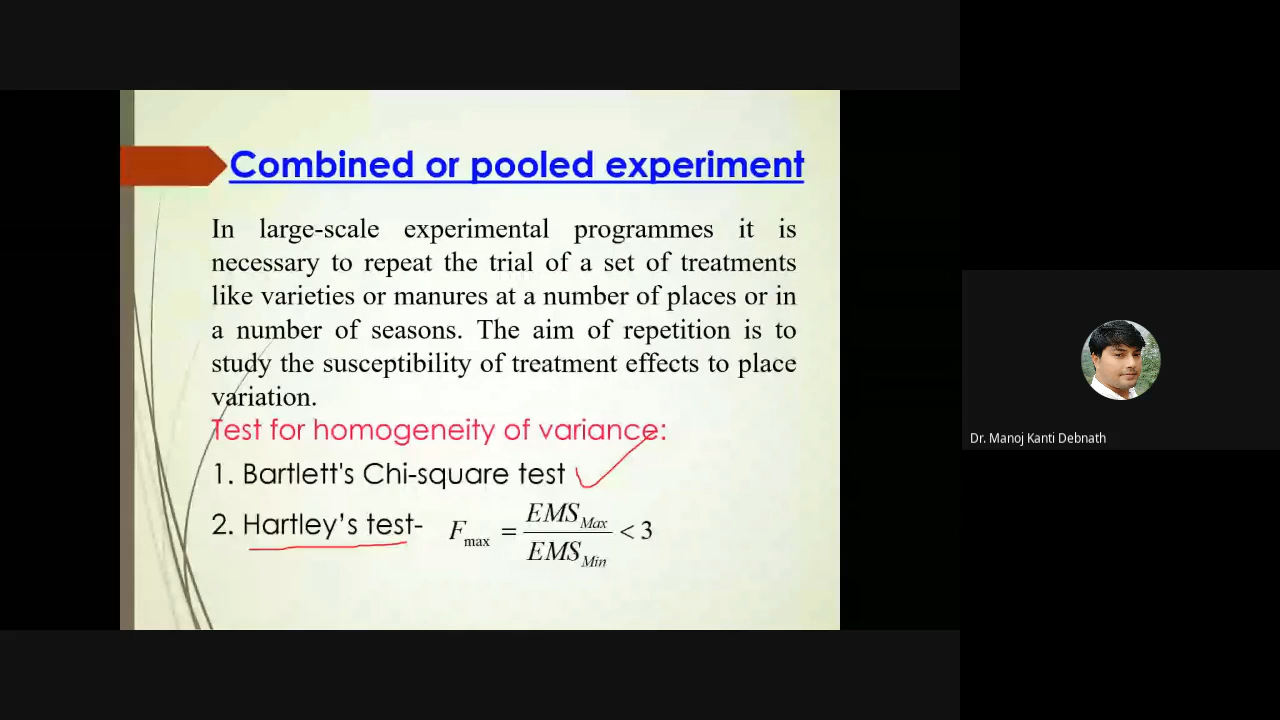 Combined or pooled experiment
In large-scale experimental programmes it is
necessary to repeat the trial of a set of treatments
like varieties or manures at a number of places or in
a number of seasons. The aim of repetition is to
study the susceptibility of treatment effects to place
variation.
Test for homogeneity of variance:
1. Bartlett's Chi-square test
2. Hartley’s test- F_max = EMS_Max / EMS_Min < 3
Dr. Manoj Kanti Debnath